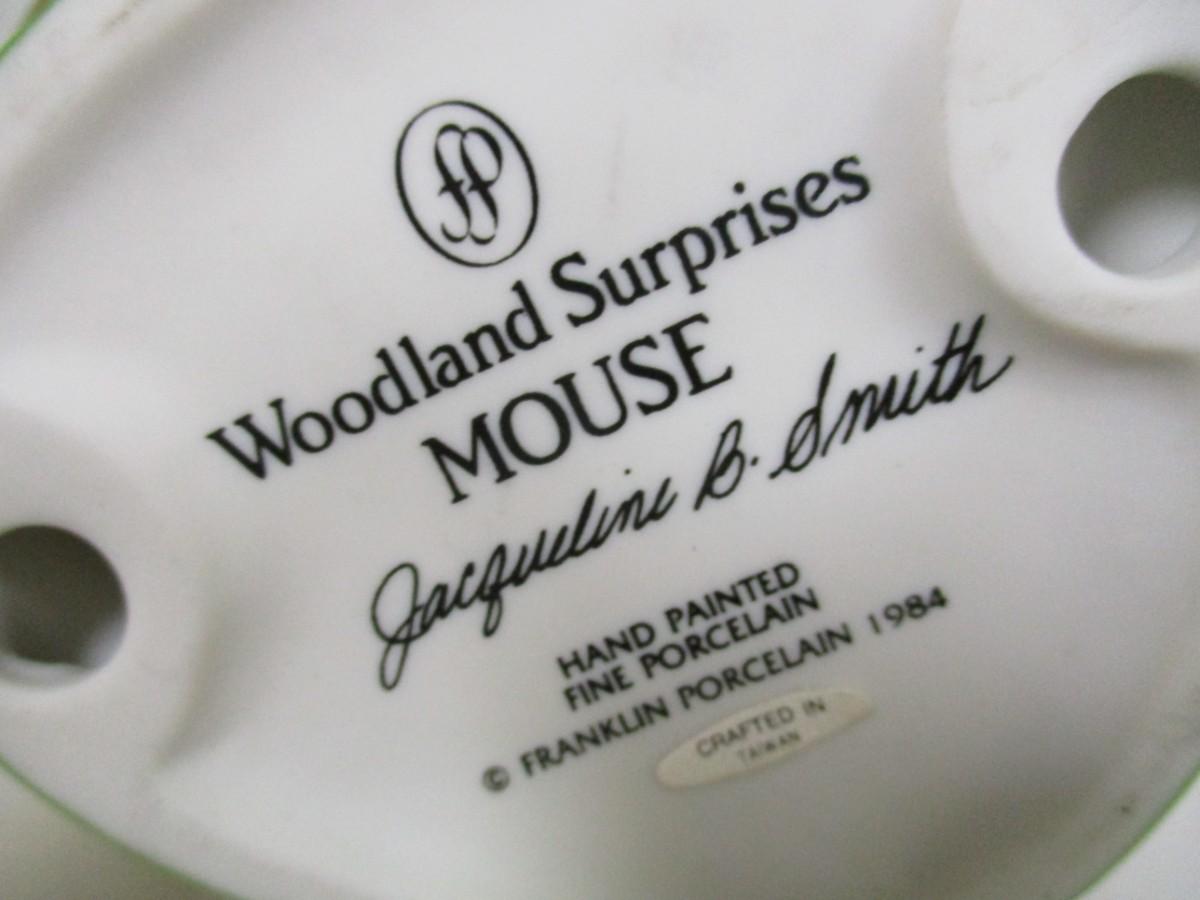 fp
Woodland Surprises
MOUSE
Jacqueline B. Smith
HAND PAINTED
FINE PORCELAIN
© FRANKLIN PORCELAIN 1984
CRAFTED IN
TAIWAN